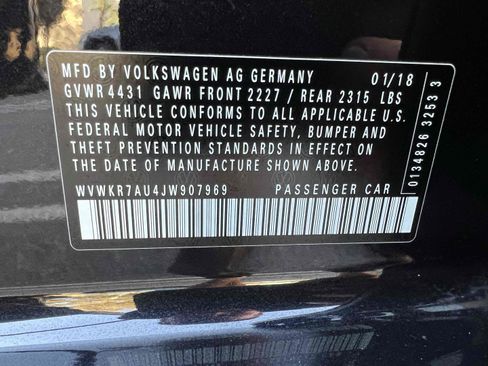 MFD BY VOLKSWAGEN AG GERMANY 01/18
GVWR 4431 GAWR FRONT 2227 / REAR 2315 LBS
THIS VEHICLE CONFORMS TO ALL APPLICABLE U.S.
FEDERAL MOTOR VEHICLE SAFETY, BUMPER AND
THEFT PREVENTION STANDARDS IN EFFECT ON
THE DATE OF MANUFACTURE SHOWN ABOVE.
WVWKR7AU4JW907969 PASSENGER CAR
0134826 3253 3